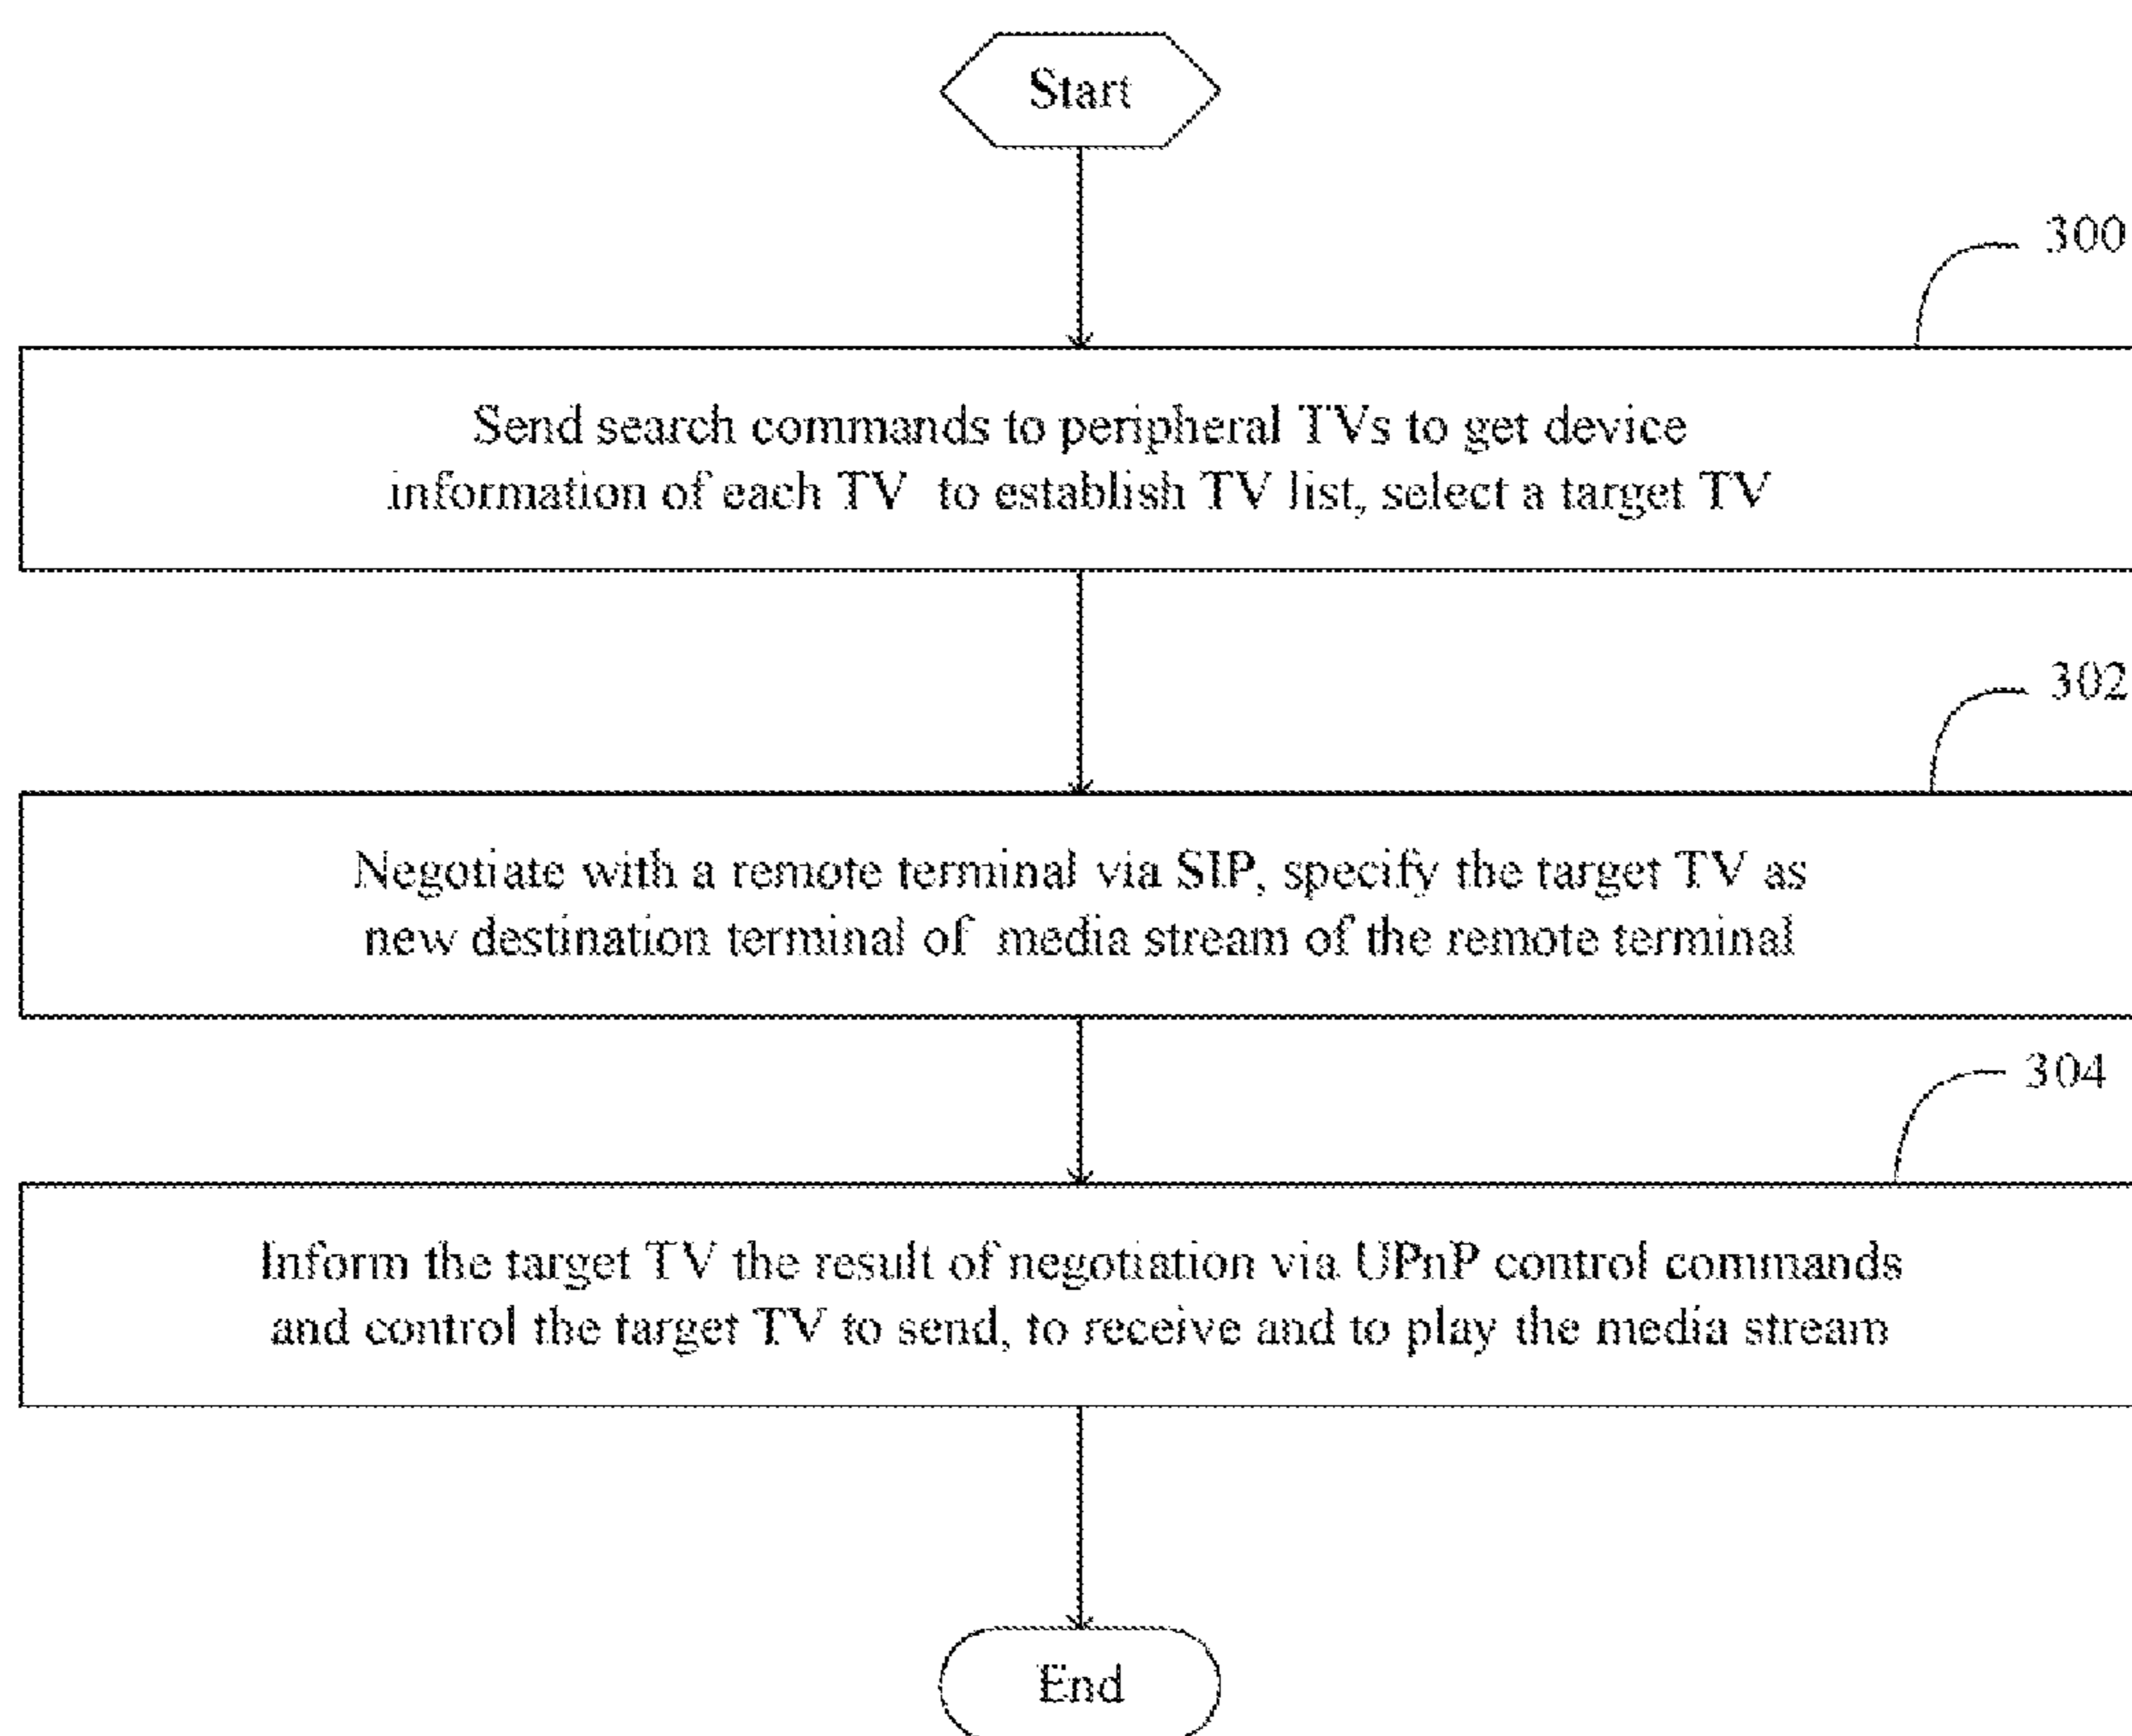 Start
300
Send search commands to peripheral TVs to get device
information of each TV to establish TV list, select a target TV
302
Negotiate with a remote terminal via SIP, specify the target TV as
new destination terminal of media stream of the remote terminal
304
Inform the target TV the result of negotiation via UPnP control commands
and control the target TV to send, to receive and to play the media stream
End